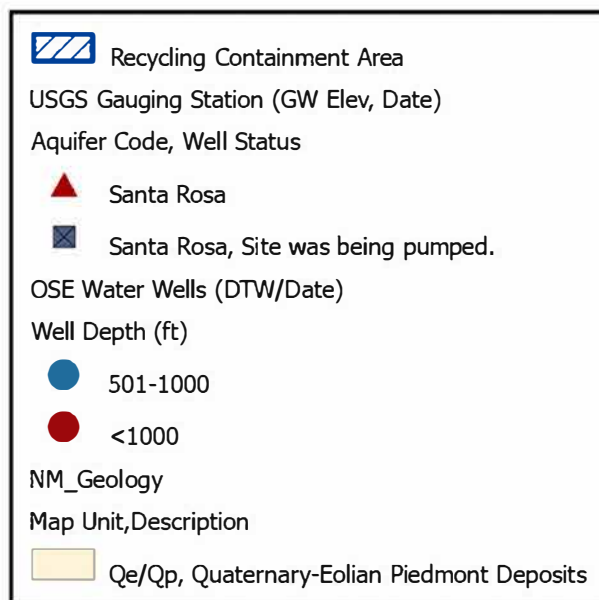 Recycling Containment Area
USGS Gauging Station (GW Elev, Date)
Aquifer Code, Well Status
Santa Rosa
Santa Rosa, Site was being pumped.
OSE Water Wells (DTW/Date)
Well Depth (ft)
501-1000
<1000
NM_Geology
Map Unit,Description
Qe/Qp, Quaternary-Eolian Piedmont Deposits